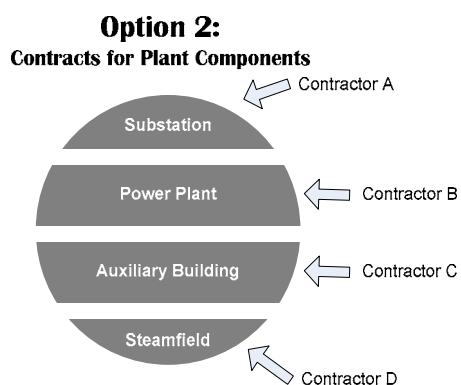 Option 2:
Contracts for Plant Components
Contractor A
Substation
Power Plant
Contractor B
Auxiliary Building
Contractor C
Steamfield
Contractor D